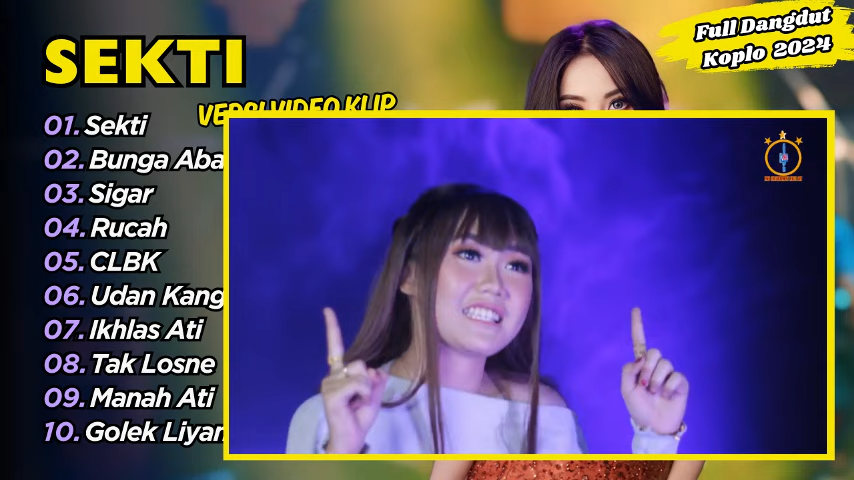 SEKTI
Full Dangdut
Koplo 2024
VERSI VIDEO KLIP
01. Sekti
02. Bunga Aba
03. Sigar
04. Rucah
05. CLBK
06. Udan Kang
07. Ikhlas Ati
08. Tak Losne
09. Manah Ati
10. Golek Liyan